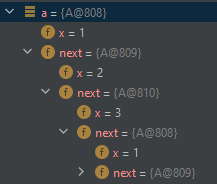 a = {A@808}
f x = 1
f next = {A@809}
f x = 2
f next = {A@810}
f x = 3
f next = {A@808}
f x = 1
f next = {A@809}